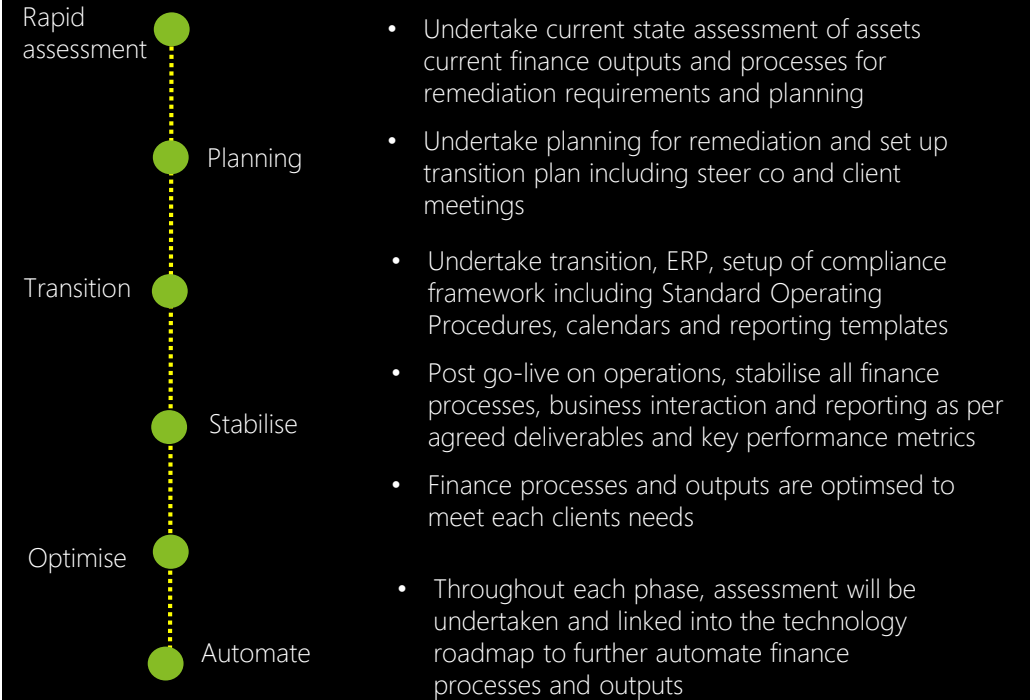 Rapid
assessment
• Undertake current state assessment of assets
current finance outputs and processes for
remediation requirements and planning
Planning
• Undertake planning for remediation and set up
transition plan including steer co and client
meetings
Transition
• Undertake transition, ERP, setup of compliance
framework including Standard Operating
Procedures, calendars and reporting templates
Stabilise
• Post go-live on operations, stabilise all finance
processes, business interaction and reporting as per
agreed deliverables and key performance metrics
Optimise
• Finance processes and outputs are optimsed to
meet each clients needs
Automate
• Throughout each phase, assessment will be
undertaken and linked into the technology
roadmap to further automate finance
processes and outputs